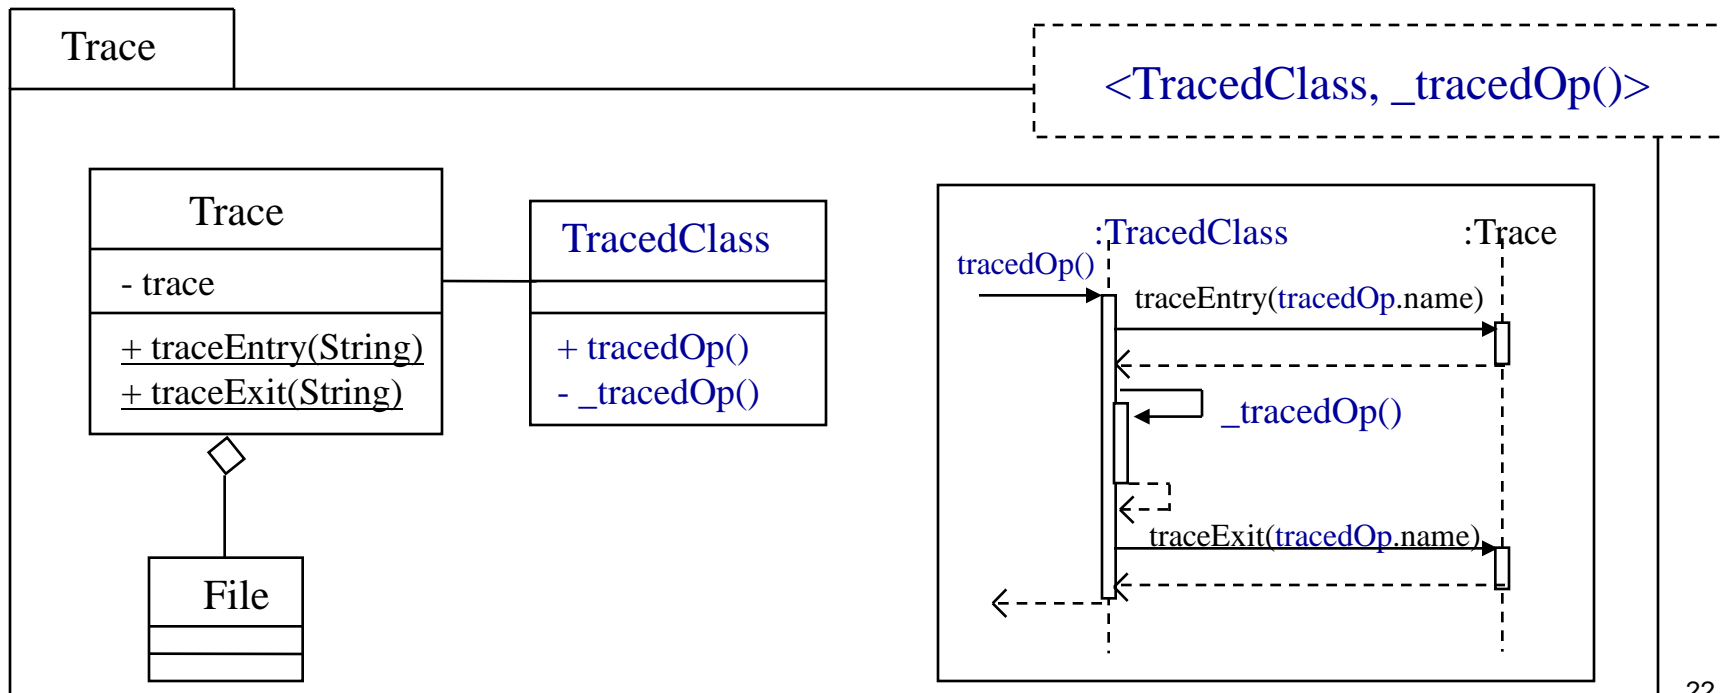 Trace
<TracedClass, _tracedOp()>
Trace
- trace
+ traceEntry(String)
+ traceExit(String)
TracedClass
+ tracedOp()
- _tracedOp()
File
:TracedClass
:Trace
tracedOp()
traceEntry(tracedOp.name)
_tracedOp()
traceExit(tracedOp.name)
22